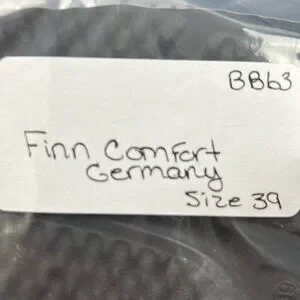 BB63
Finn Comfort
Germany
Size 39